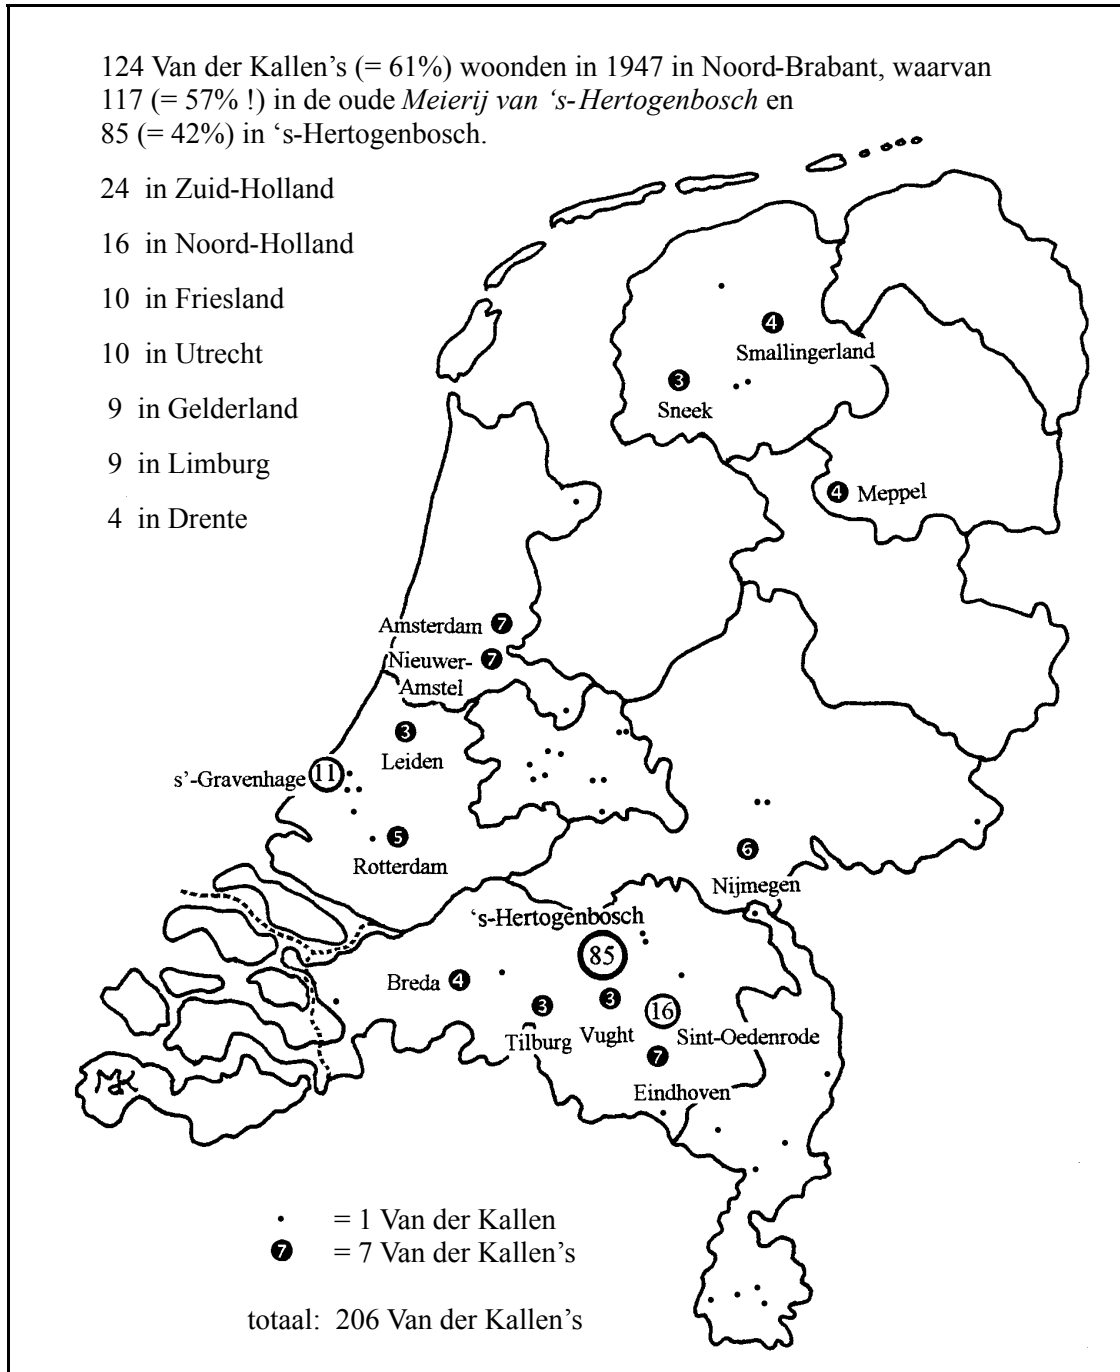 124 Van der Kallen’s (= 61%) woonden in 1947 in Noord-Brabant, waarvan
117 (= 57% !) in de oude Meierij van ‘s-Hertogenbosch en
85 (= 42%) in ‘s-Hertogenbosch.
24 in Zuid-Holland
16 in Noord-Holland
10 in Friesland
10 in Utrecht
9 in Gelderland
9 in Limburg
4 in Drente
4
Smallingerland
3
Sneek
4 Meppel
Amsterdam 7
Nieuwer- 7
Amstel
3
Leiden
s’-Gravenhage 11
5
Rotterdam
6
Nijmegen
‘s-Hertogenbosch
85
Breda 4
3
Tilburg
3
Vught
16
Sint-Oedenrode
7
Eindhoven
MJK
• = 1 Van der Kallen
7 = 7 Van der Kallen’s
totaal: 206 Van der Kallen’s